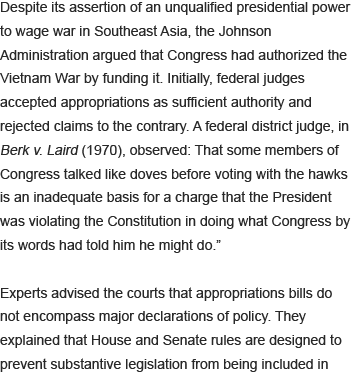 Despite its assertion of an unqualified presidential power
to wage war in Southeast Asia, the Johnson
Administration argued that Congress had authorized the
Vietnam War by funding it. Initially, federal judges
accepted appropriations as sufficient authority and
rejected claims to the contrary. A federal district judge, in
Berk v. Laird (1970), observed: That some members of
Congress talked like doves before voting with the hawks
is an inadequate basis for a charge that the President
was violating the Constitution in doing what Congress by
its words had told him he might do.”
Experts advised the courts that appropriations bills do
not encompass major declarations of policy. They
explained that House and Senate rules are designed to
prevent substantive legislation from being included in